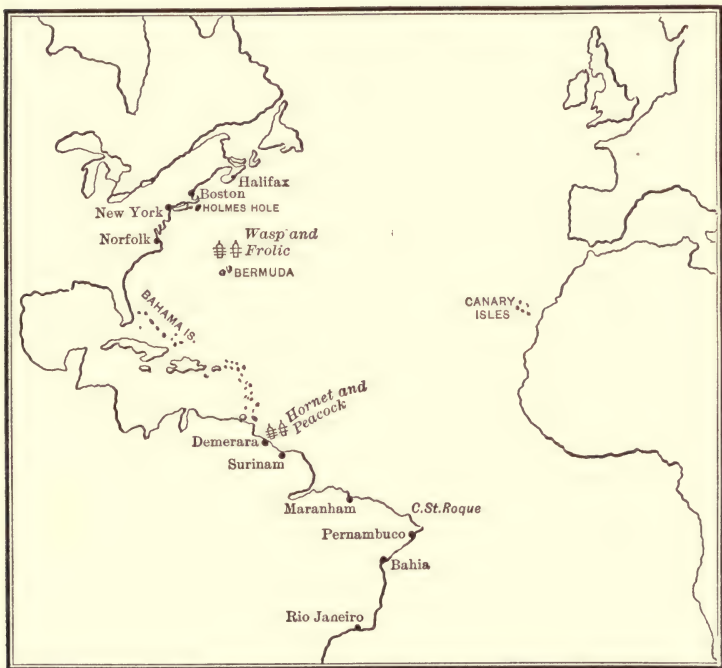 Halifax
Boston
New York
HOLMES HOLE
Norfolk
Wasp and
Frolic
BERMUDA
BAHAMA IS.
CANARY
ISLES
Hornet and
Peacock
Demerara
Surinam
Maranham
C.St.Roque
Pernambuco
Bahia
Rio Janeiro